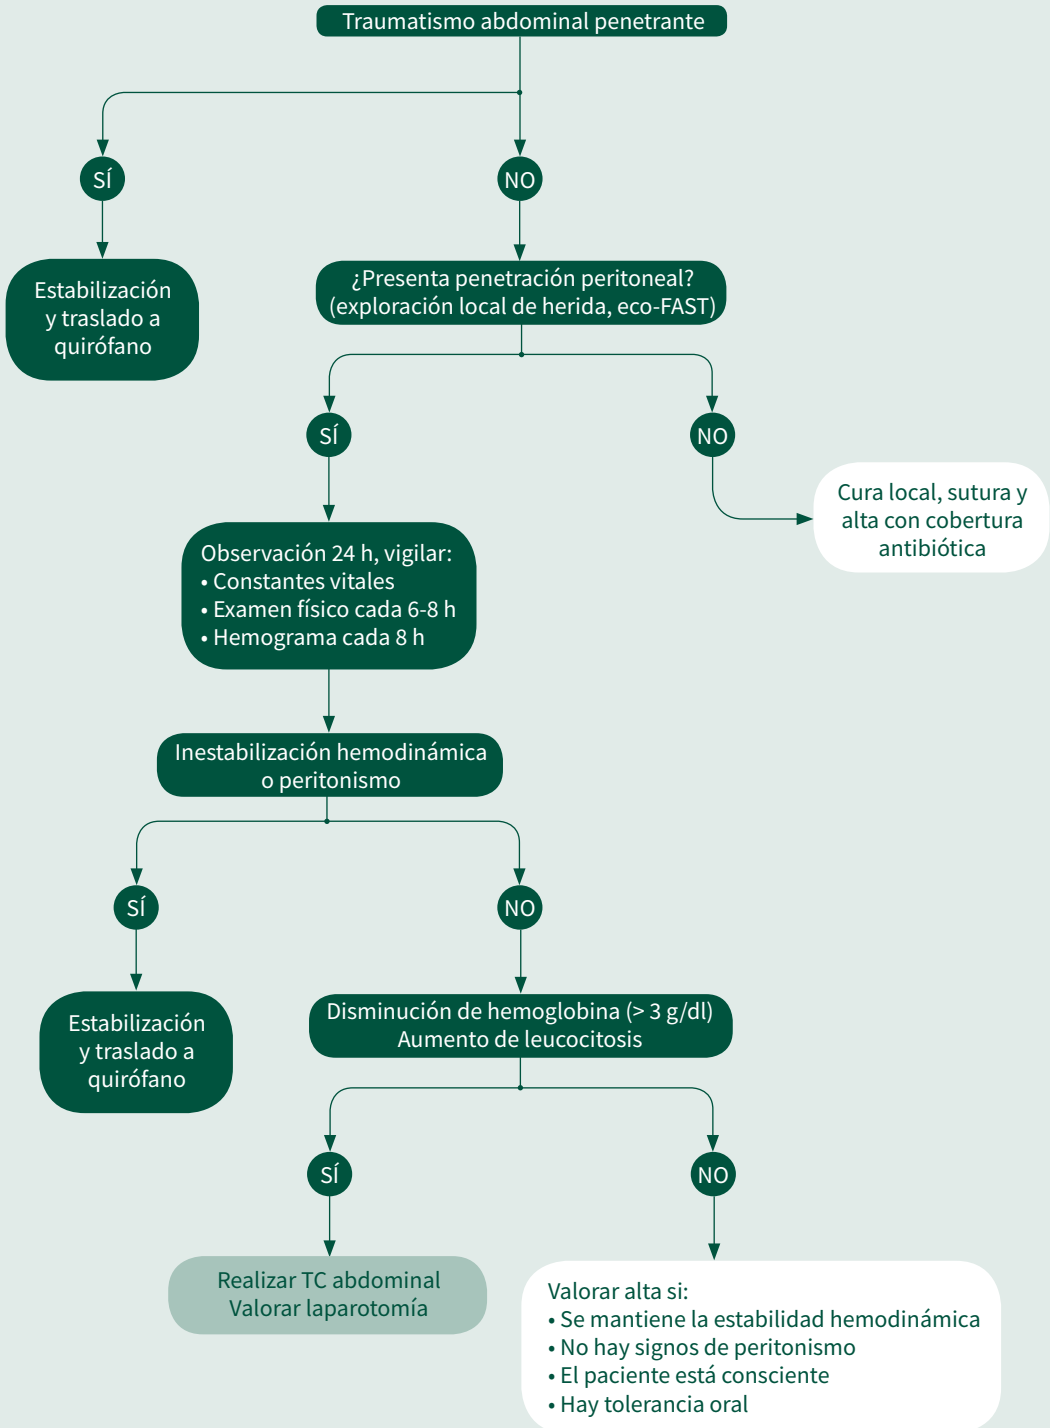 Traumatismo abdominal penetrante
SÍ
NO
Estabilización
y traslado a
quirófano
¿Presenta penetración peritoneal?
(exploración local de herida, eco-FAST)
SÍ
NO
Cura local, sutura y
alta con cobertura
antibiótica
Observación 24 h, vigilar:
• Constantes vitales
• Examen físico cada 6-8 h
• Hemograma cada 8 h
Inestabilización hemodinámica
o peritonismo
SÍ
NO
Estabilización
y traslado a
quirófano
Disminución de hemoglobina (> 3 g/dl)
Aumento de leucocitosis
SÍ
NO
Realizar TC abdominal
Valorar laparotomía
Valorar alta si:
• Se mantiene la estabilidad hemodinámica
• No hay signos de peritonismo
• El paciente está consciente
• Hay tolerancia oral